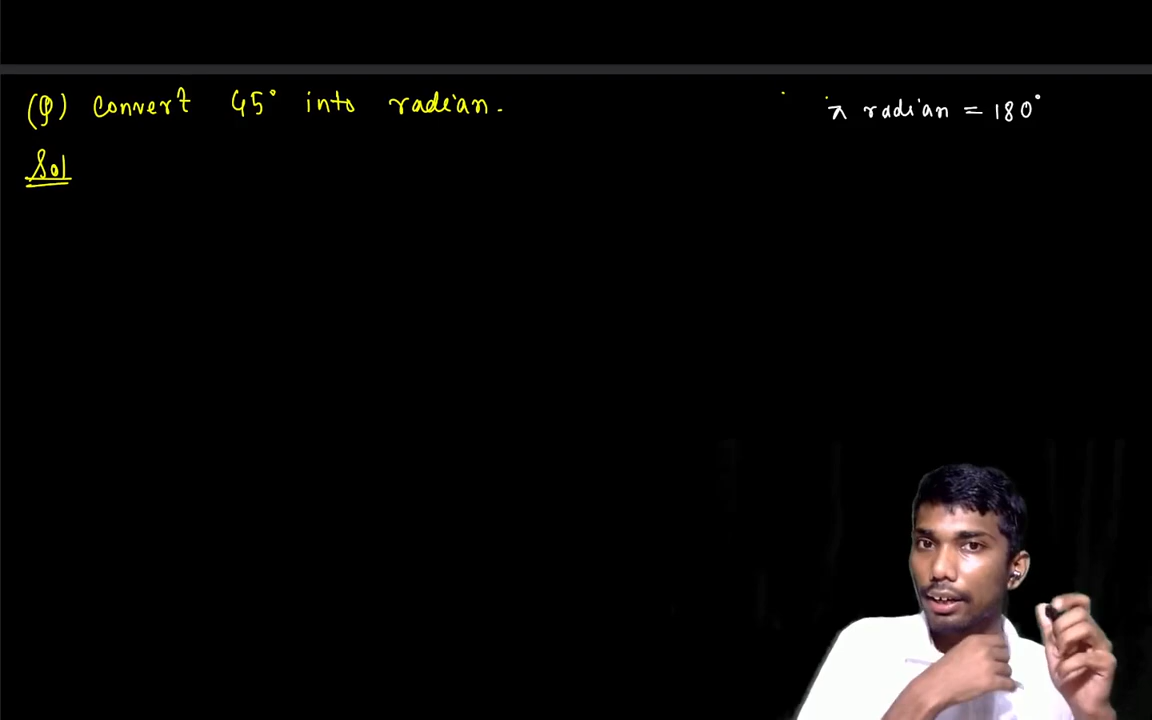 (Q) Convert 45° into radian.
π radian = 180°
Sol